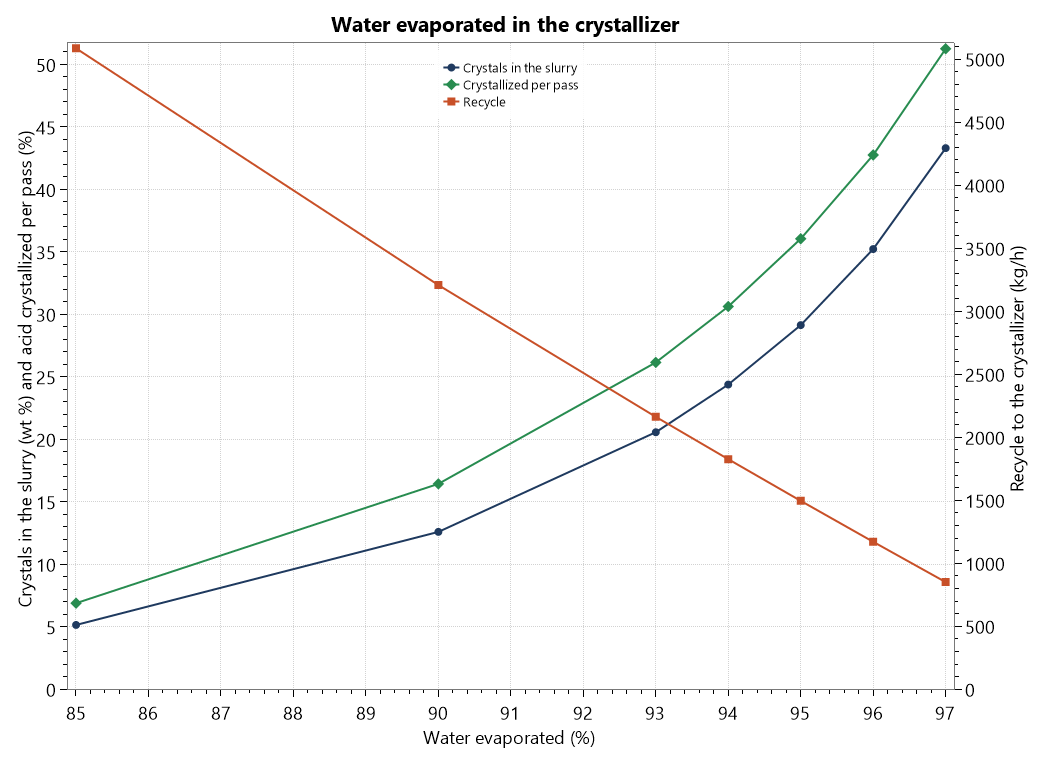 Water evaporated in the crystallizer
Crystals in the slurry
Crystallized per pass
Recycle
Crystals in the slurry (wt %) and acid crystallized per pass (%)
50
45
40
35
30
25
20
15
10
5
0
5000
4500
4000
3500
3000
2500
2000
1500
1000
500
0
Recycle to the crystallizer (kg/h)
85 86 87 88 89 90 91 92 93 94 95 96 97
Water evaporated (%)